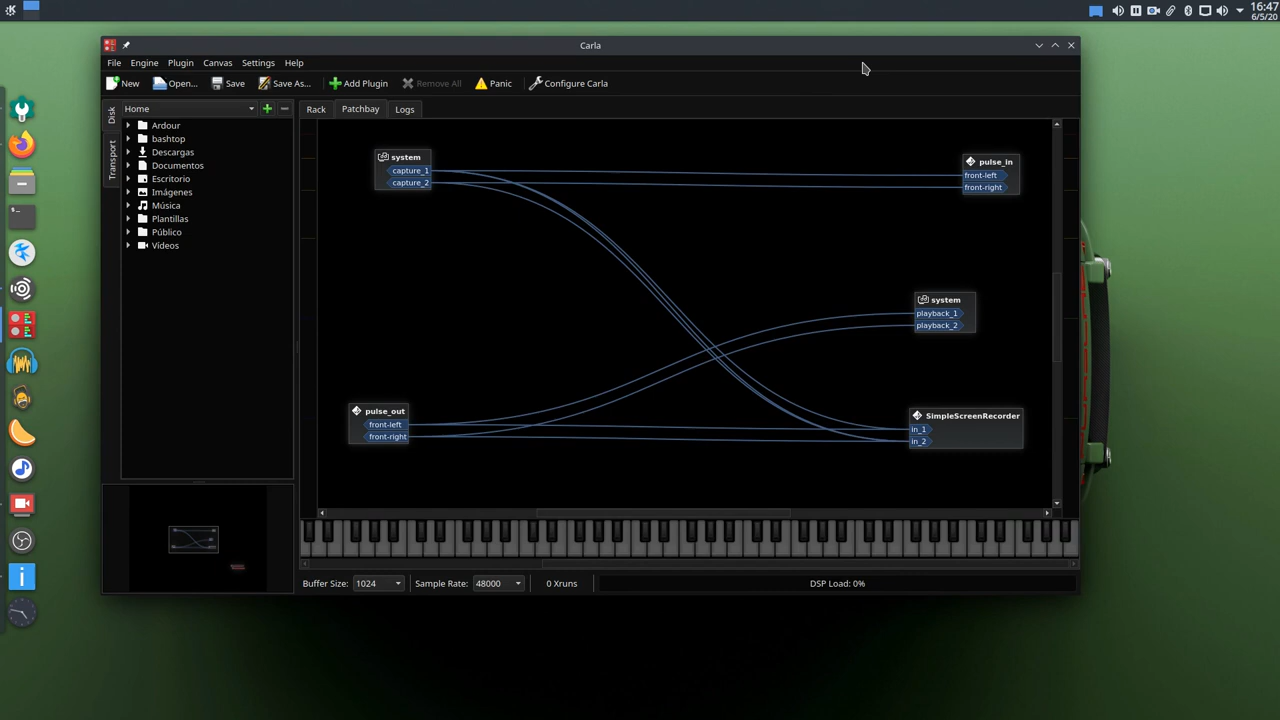 16:47
6/5/20
Carla
File Engine Plugin Canvas Settings Help
New Open... Save Save As... Add Plugin Remove All Panic Configure Carla
Disk
Transport
Home
Rack Patchbay Logs
Ardour
bashtop
Descargas
Documentos
Escritorio
Imágenes
Música
Plantillas
Público
Vídeos
system
capture_1
capture_2
pulse_in
front-left
front-right
system
playback_1
playback_2
pulse_out
front-left
front-right
SimpleScreenRecorder
in_1
in_2
Buffer Size: 1024 Sample Rate: 48000 0 Xruns DSP Load: 0%